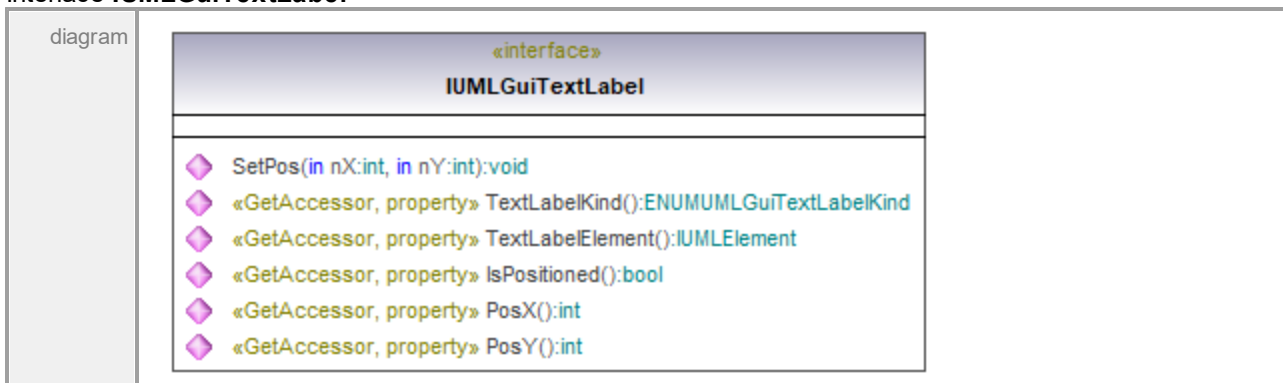 interface IUMLGuiTextLabel
diagram
«interface»
IUMLGuiTextLabel
SetPos(in nX:int, in nY:int):void
«GetAccessor, property» TextLabelKind():ENUMUMLGuiTextLabelKind
«GetAccessor, property» TextLabelElement():IUMLElement
«GetAccessor, property» IsPositioned():bool
«GetAccessor, property» PosX():int
«GetAccessor, property» PosY():int